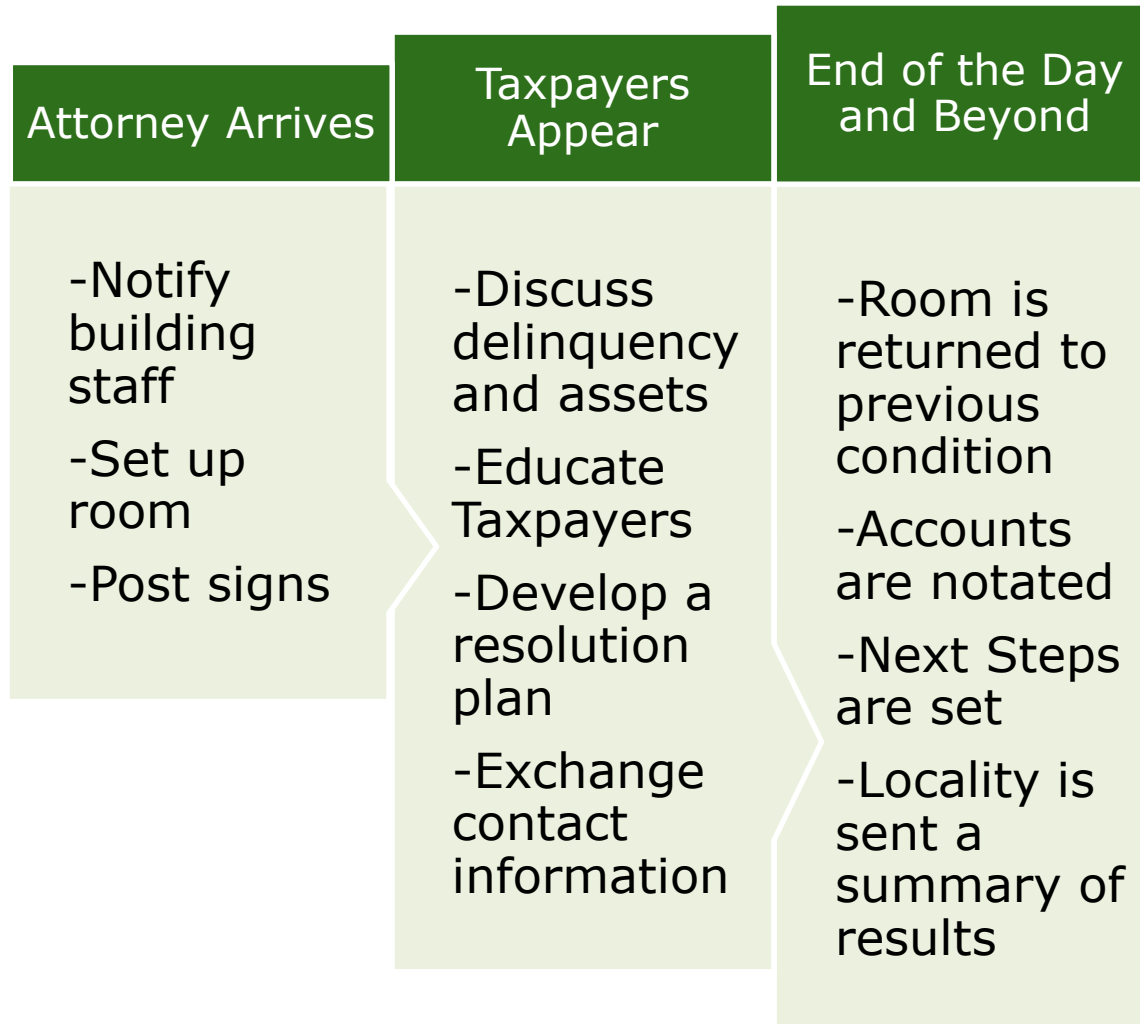 Attorney Arrives
-Notify
building
staff
-Set up
room
-Post signs
Taxpayers
Appear
-Discuss
delinquency
and assets
-Educate
Taxpayers
-Develop a
resolution
plan
-Exchange
contact
information
End of the Day
and Beyond
-Room is
returned to
previous
condition
-Accounts
are notated
-Next Steps
are set
-Locality is
sent a
summary of
results